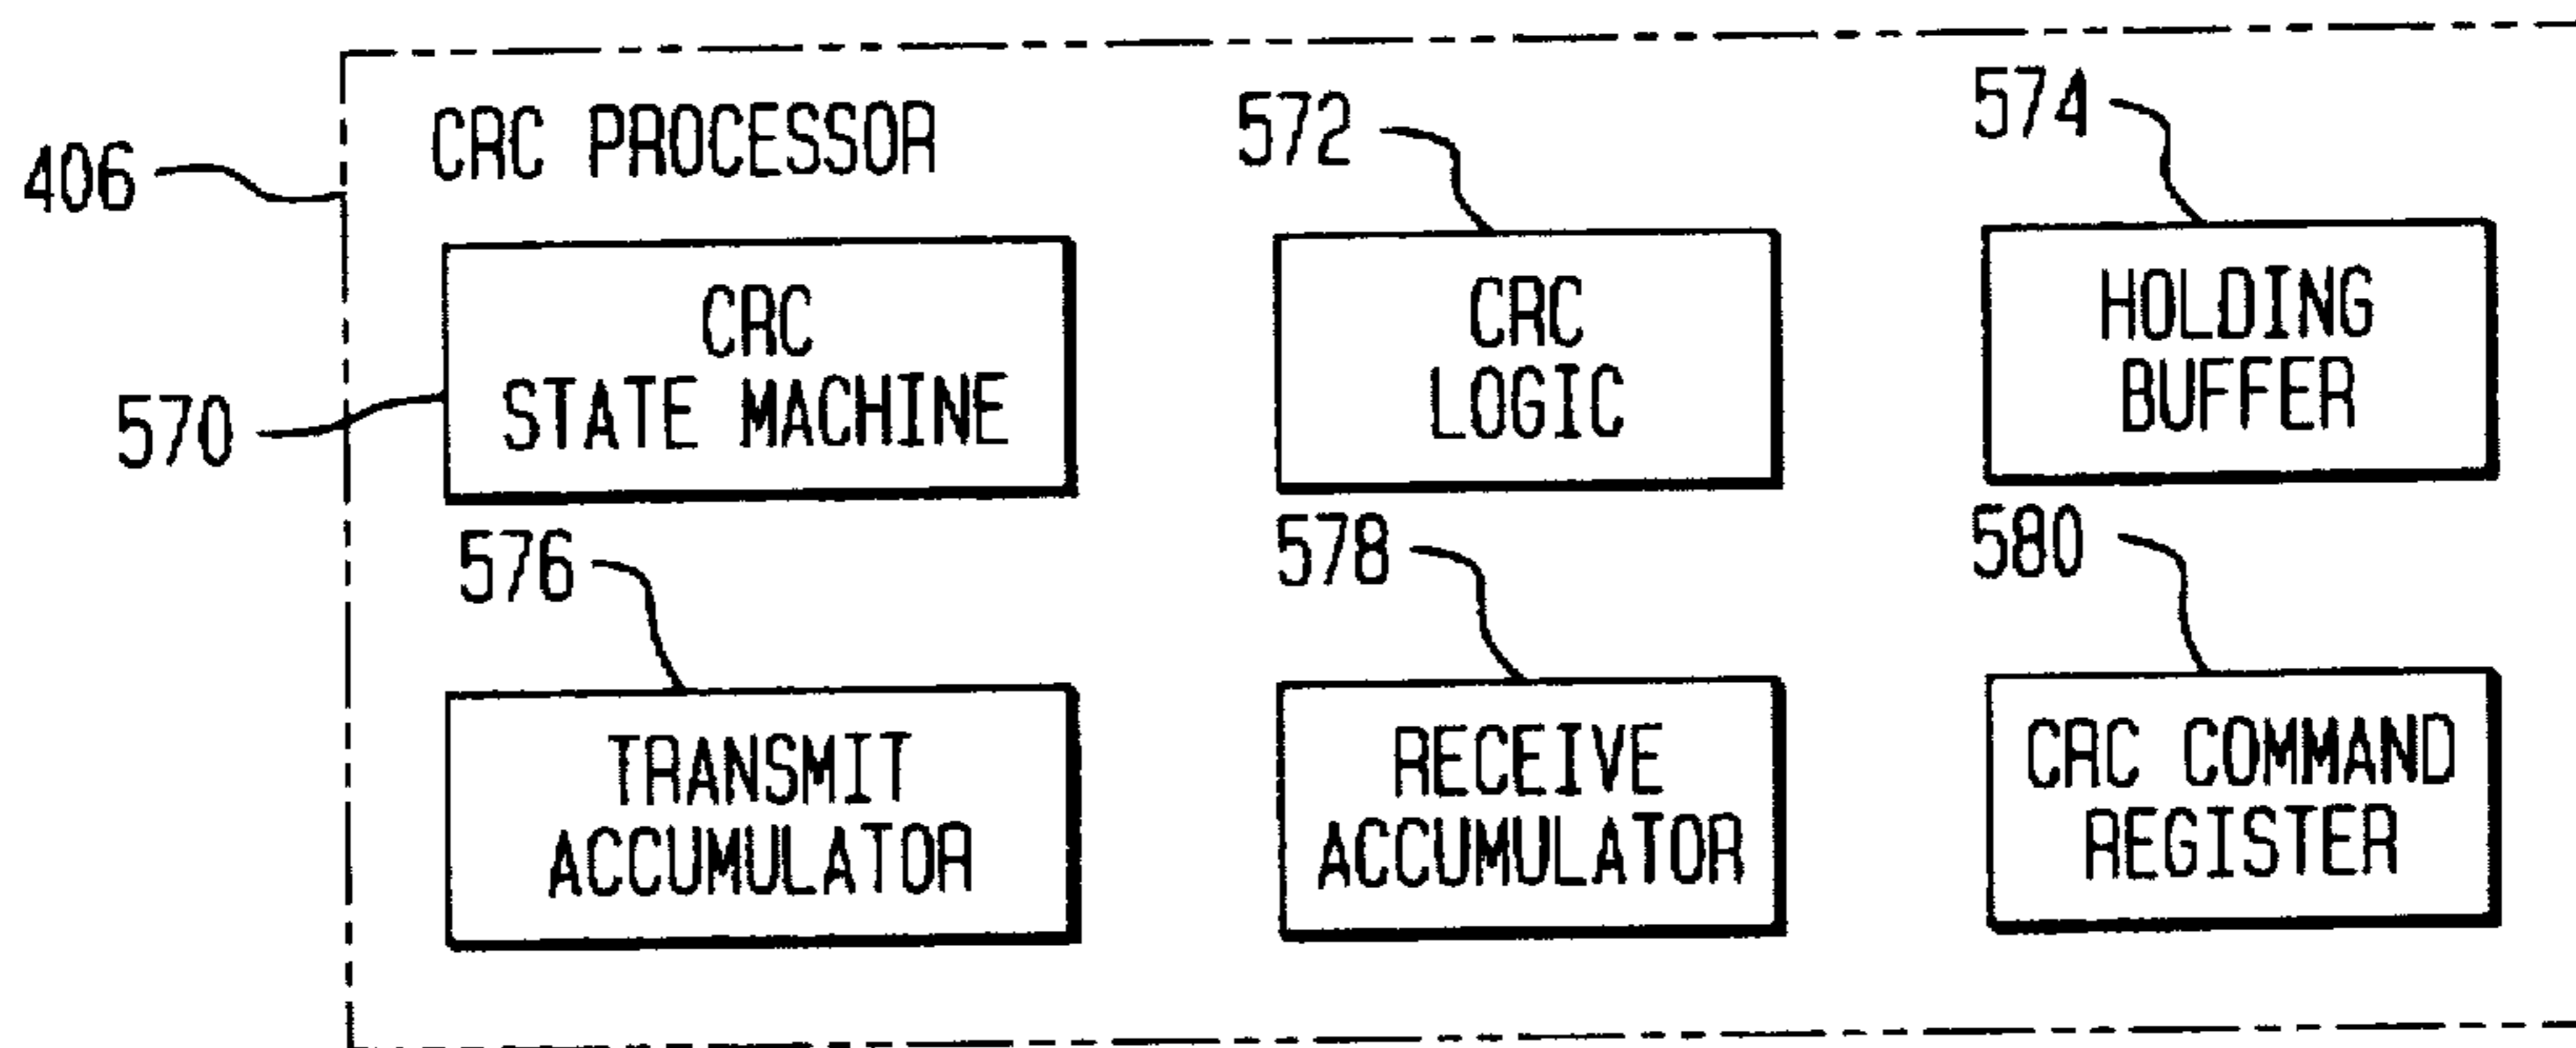 406
CRC PROCESSOR
572
574
570
CRC
STATE MACHINE
CRC
LOGIC
HOLDING
BUFFER
576
578
580
TRANSMIT
ACCUMULATOR
RECEIVE
ACCUMULATOR
CRC COMMAND
REGISTER